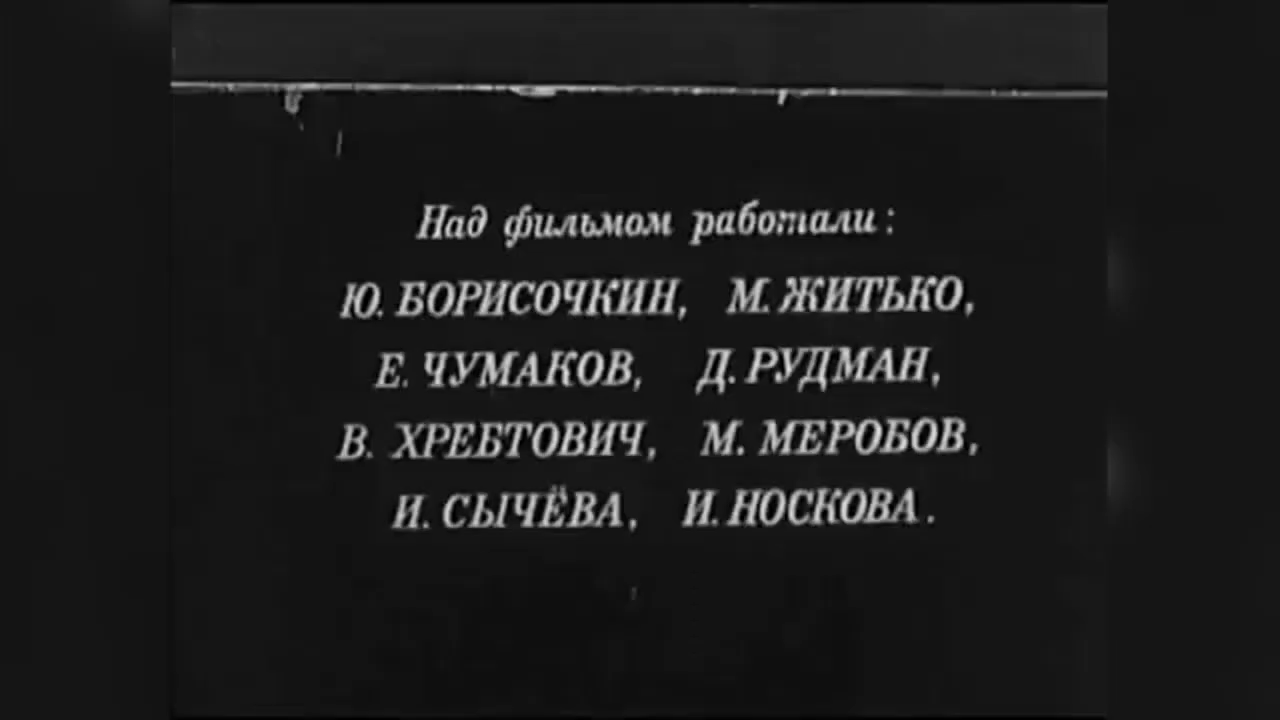 Над фильмом работали:
Ю. БОРИСОЧКИН, М. ЖИТЬКО,
Е. ЧУМАКОВ, Д. РУДМАН,
В. ХРЕБТОВИЧ, М. МЕРОБОВ,
И. СЫЧЁВА, И. НОСКОВА.